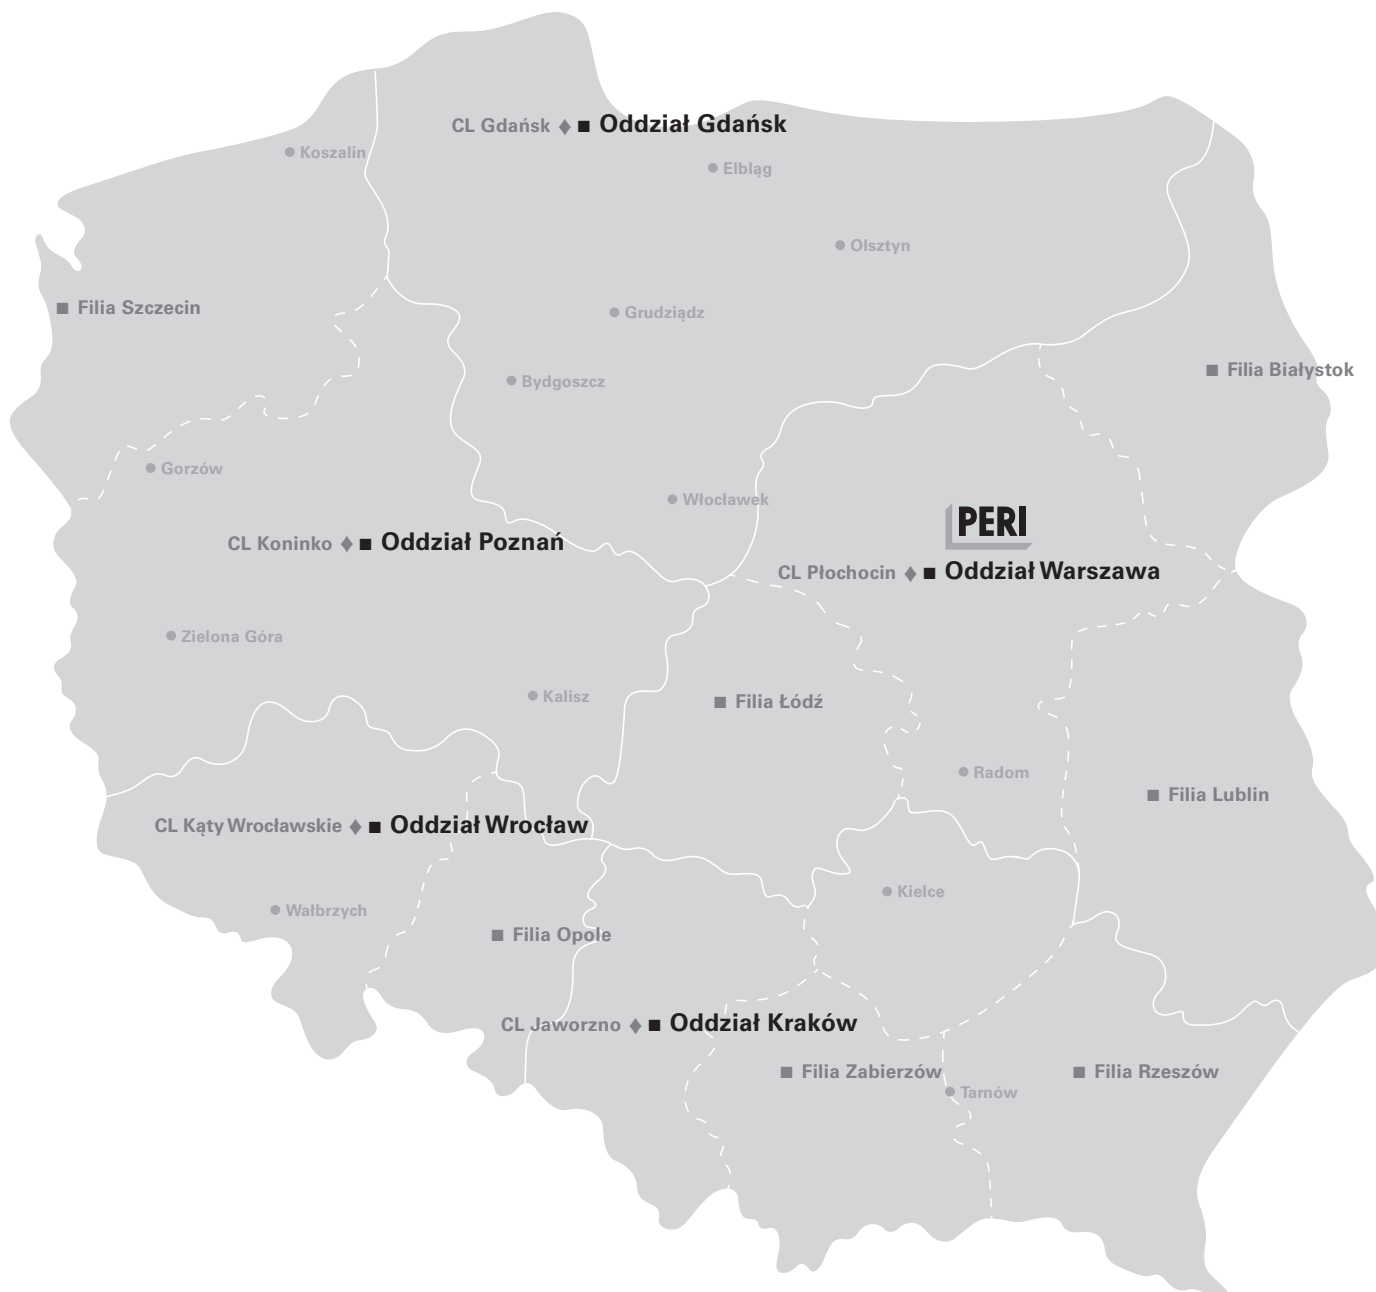 CL Gdańsk ♦ ■ Oddział Gdańsk
Koszalin
Elbląg
Olsztyn
Filia Szczecin
Grudziądz
Filia Białystok
Bydgoszcz
Gorzów
Włocławek
PERI
CL Koninko ♦ ■ Oddział Poznań
CL Płochocin ♦ ■ Oddział Warszawa
Zielona Góra
Kalisz
Filia Łódź
Radom
Filia Lublin
CL Kąty Wrocławskie ♦ ■ Oddział Wrocław
Kielce
Wałbrzych
Filia Opole
CL Jaworzno ♦ ■ Oddział Kraków
Filia Zabierzów
Filia Rzeszów
Tarnów